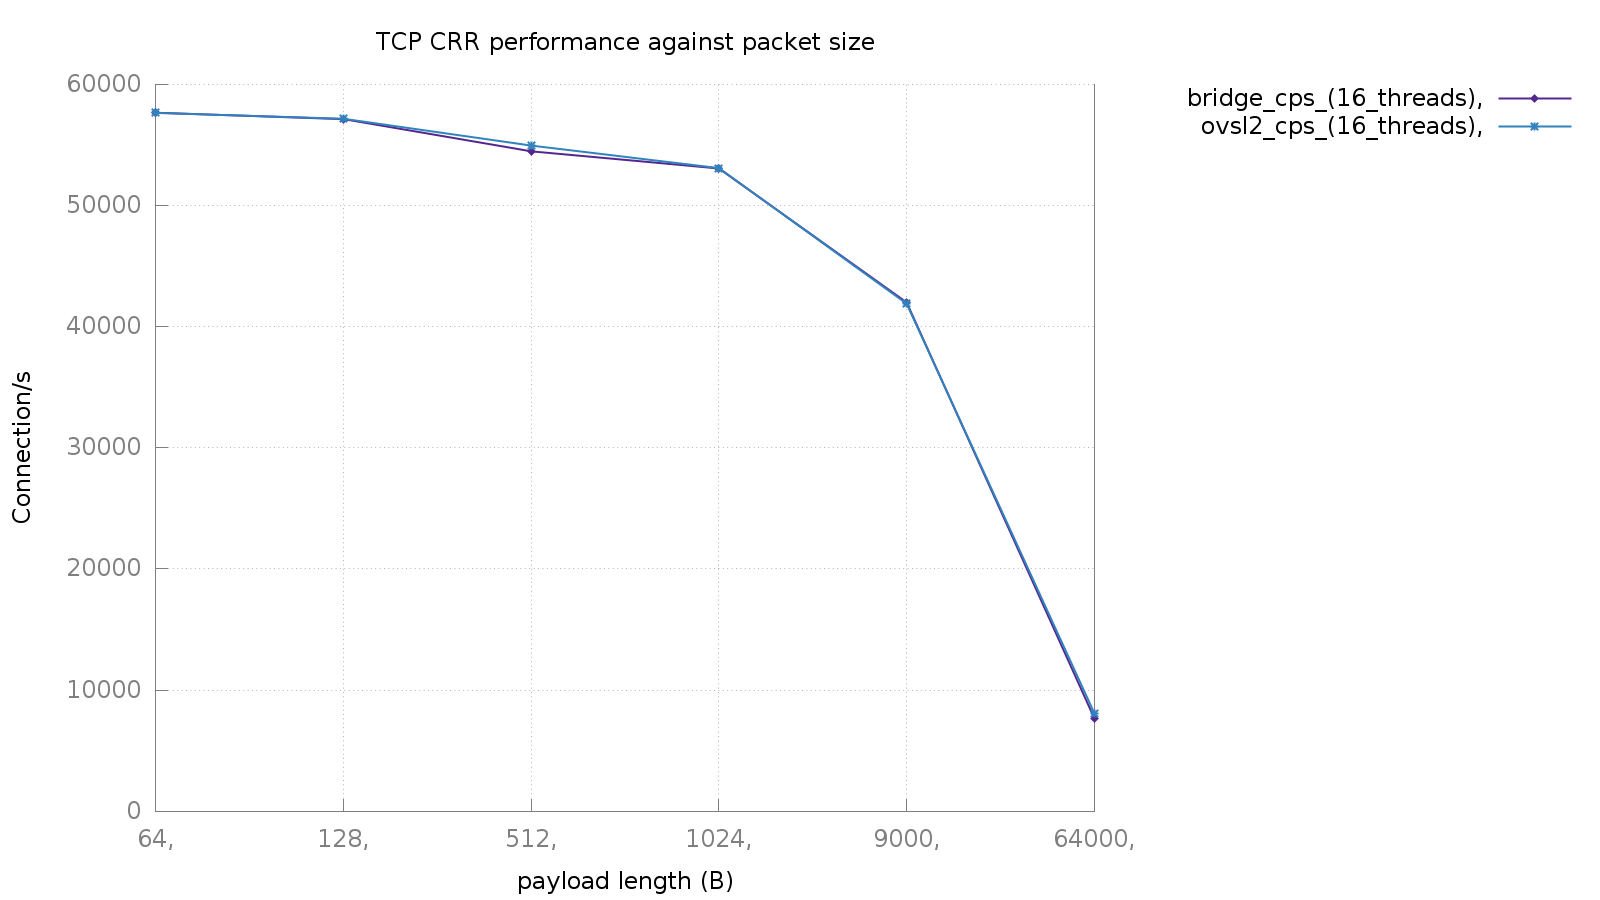 TCP CRR performance against packet size
bridge_cps_(16_threads),
ovsl2_cps_(16_threads),
60000
50000
40000
30000
20000
10000
0
Connection/s
64, 128, 512, 1024, 9000, 64000,
payload length (B)